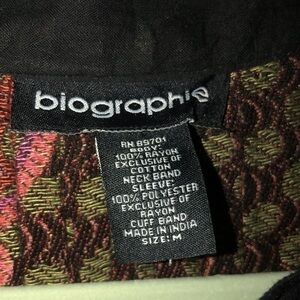 biographie
RN 89701
BODY:
100% RAYON
EXCLUSIVE OF
COTTON
NECK BAND
SLEEVE:
100% POLYESTER
EXCLUSIVE OF
RAYON
CUFF BAND
MADE IN INDIA
SIZE: M